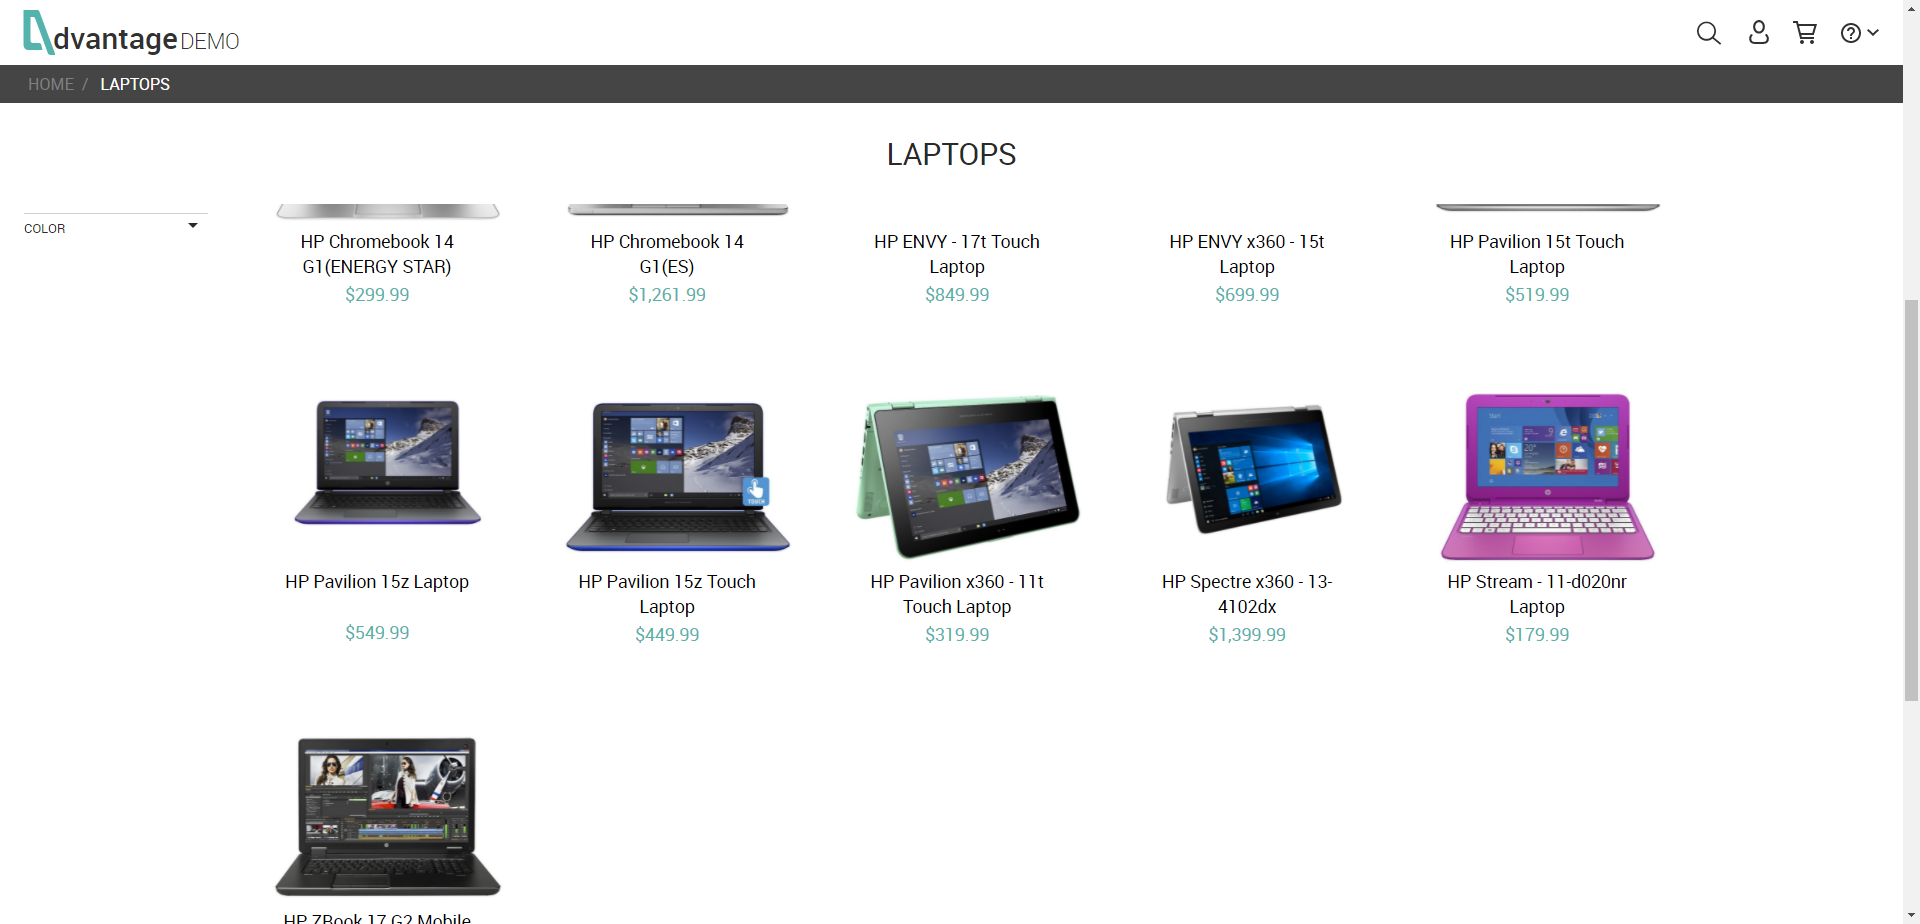 dvantage DEMO
HOME / LAPTOPS
LAPTOPS
COLOR
HP Chromebook 14
G1(ENERGY STAR)
$299.99
HP Chromebook 14
G1(ES)
$1,261.99
HP ENVY - 17t Touch
Laptop
$849.99
HP ENVY x360 - 15t
Laptop
$699.99
HP Pavilion 15t Touch
Laptop
$519.99
HP Pavilion 15z Laptop
$549.99
TOUCH
HP Pavilion 15z Touch
Laptop
$449.99
HP Pavilion x360 - 11t
Touch Laptop
$319.99
HP Spectre x360 - 13-
4102dx
$1,399.99
Start
HP Stream - 11-d020nr
Laptop
$179.99
HP ZBook 17 G2 Mobile